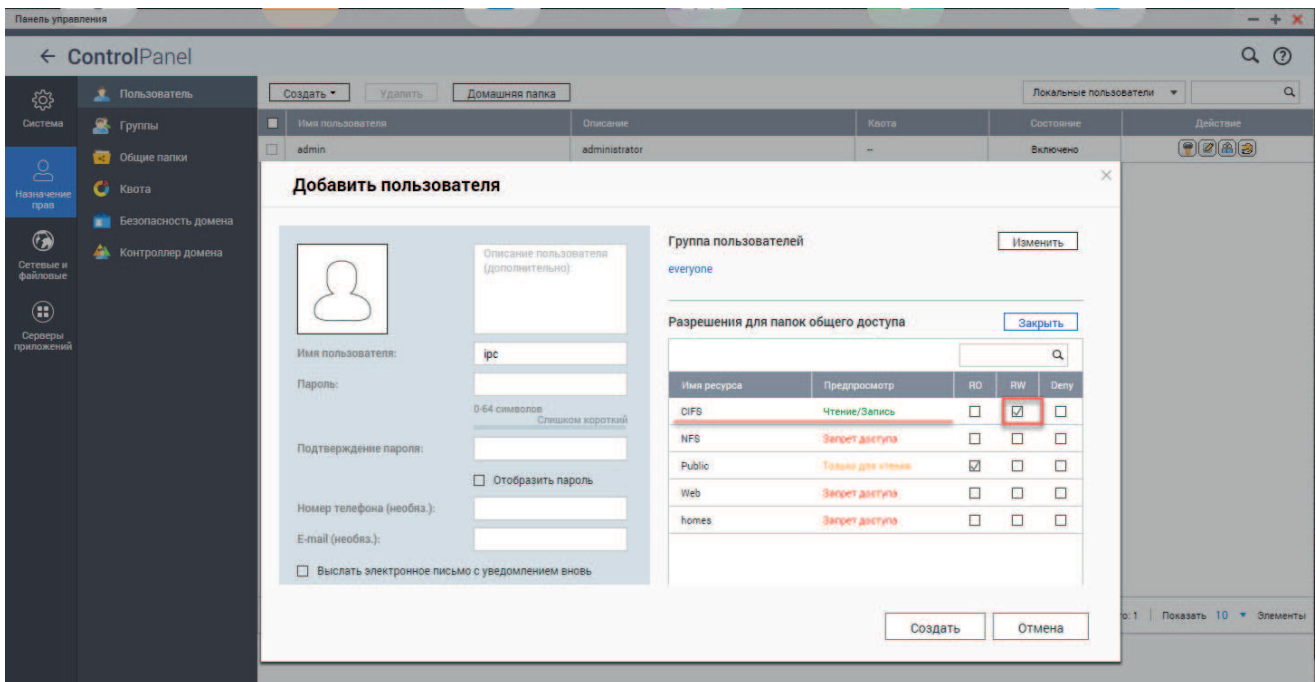 Панель управления
ControlPanel
Система
Назначение прав
Сетевые и файловые
Серверы приложений
Пользователь
Группы
Общие папки
Квота
Безопасность домена
Контроллер домена
Создать Удалить Домашняя папка Локальные пользователи
Имя пользователя Описание Квота Состояние Действие
admin administrator -- Включено
Добавить пользователя
Описание пользователя
(дополнительно)
Имя пользователя: ipc
Пароль:
0-64 символов
Слишком короткий
Подтверждение пароля:
Отобразить пароль
Номер телефона (необяз.):
E-mail (необяз.):
Выслать электронное письмо с уведомлением вновь
Группа пользователей Изменить
everyone
Разрешения для папок общего доступа Закрыть
Имя ресурса Предпросмотр RO RW Deny
CIFS Чтение/Запись
NFS Запрет доступа
Public Только для чтения
Web Запрет доступа
homes Запрет доступа
Создать Отмена
о: 1 | Показать 10 Элементы